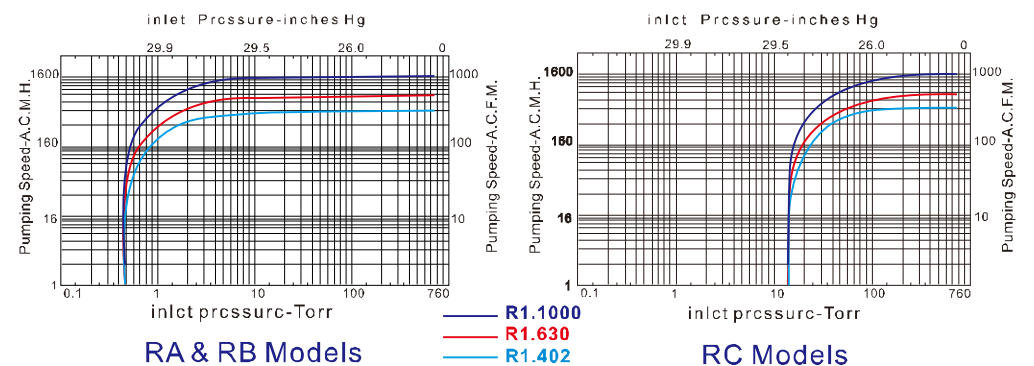 inlet Prcssure-inches Hg
29.9 29.5 26.0 0
1600
160
16
1
Pumping Speed-A.C.M.H.
1000
100
10
Pumping Speed-A.C.F.M.
0.1 1 10 100 760
inlct prcssurc-Torr
RA & RB Models
inlct Prcssure-inches Hg
29.9 29.5 26.0 0
1600
160
16
1
Pumping Speed-A.C.M.H.
1000
100
10
Pumping Speed-A.C.F.M.
0.1 1 10 100 760
inlct prcssurc-Torr
RC Models
R1.1000
R1.630
R1.402